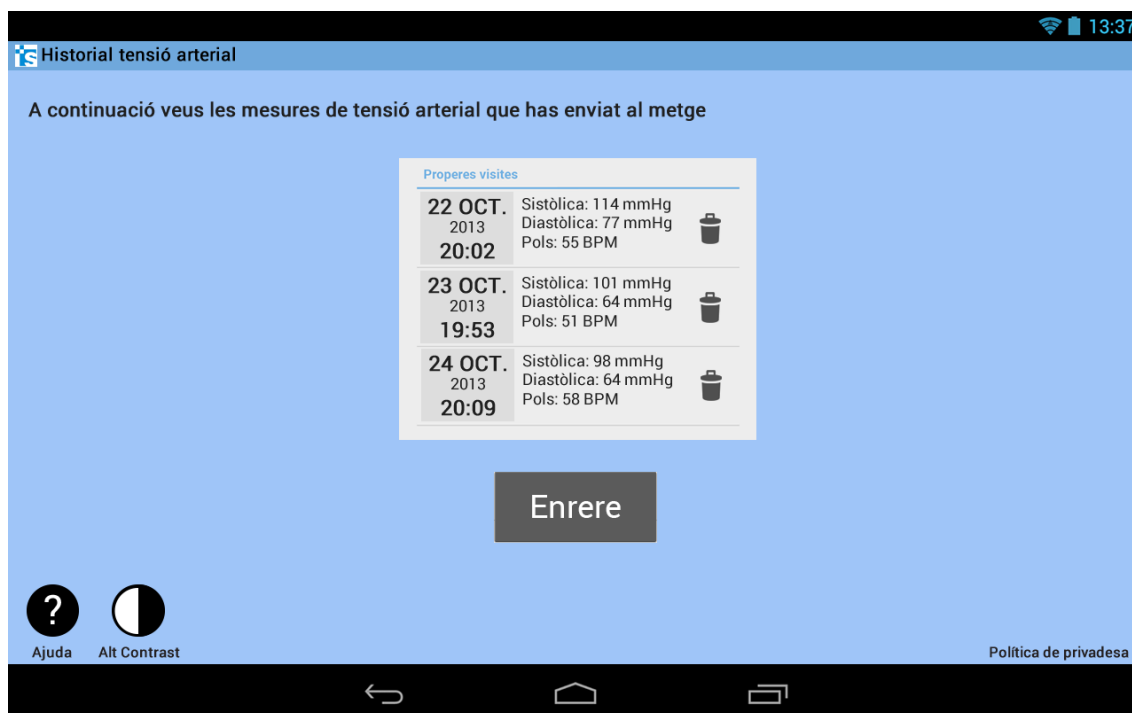 13:37
is Historial tensió arterial
A continuació veus les mesures de tensió arterial que has enviat al metge
Properes visites
22 OCT.
2013
20:02
Sistòlica: 114 mmHg
Diastòlica: 77 mmHg
Pols: 55 BPM
23 OCT.
2013
19:53
Sistòlica: 101 mmHg
Diastòlica: 64 mmHg
Pols: 51 BPM
24 OCT.
2013
20:09
Sistòlica: 98 mmHg
Diastòlica: 64 mmHg
Pols: 58 BPM
Enrere
?
Ajuda
Alt Contrast
Política de privadesa